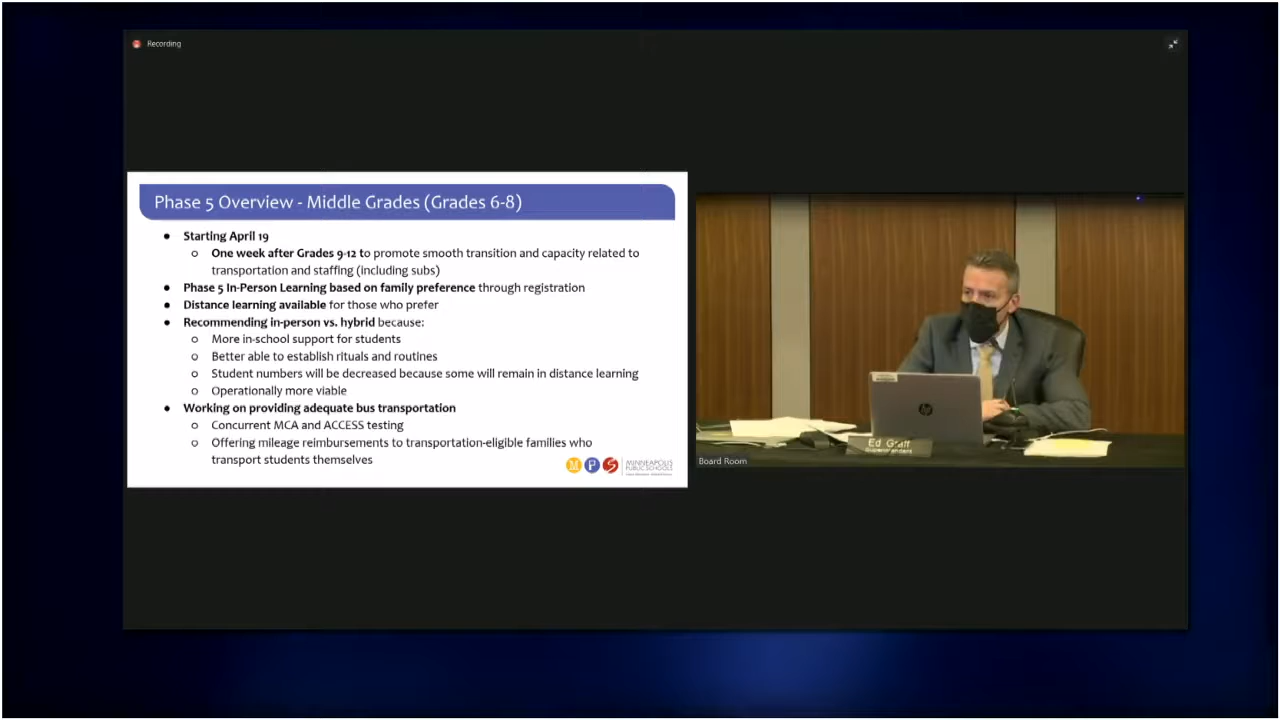 Recording
Phase 5 Overview - Middle Grades (Grades 6-8)
● Starting April 19
○ One week after Grades 9-12 to promote smooth transition and capacity related to
transportation and staffing (including subs)
● Phase 5 In-Person Learning based on family preference through registration
● Distance learning available for those who prefer
● Recommending in-person vs. hybrid because:
○ More in-school support for students
○ Better able to establish rituals and routines
○ Student numbers will be decreased because some will remain in distance learning
○ Operationally more viable
● Working on providing adequate bus transportation
○ Concurrent MCA and ACCESS testing
○ Offering mileage reimbursements to transportation-eligible families who
transport students themselves
M P S
MINNEAPOLIS
PUBLIC SCHOOLS
hp
Ed Graff
Superintendent
Board Room